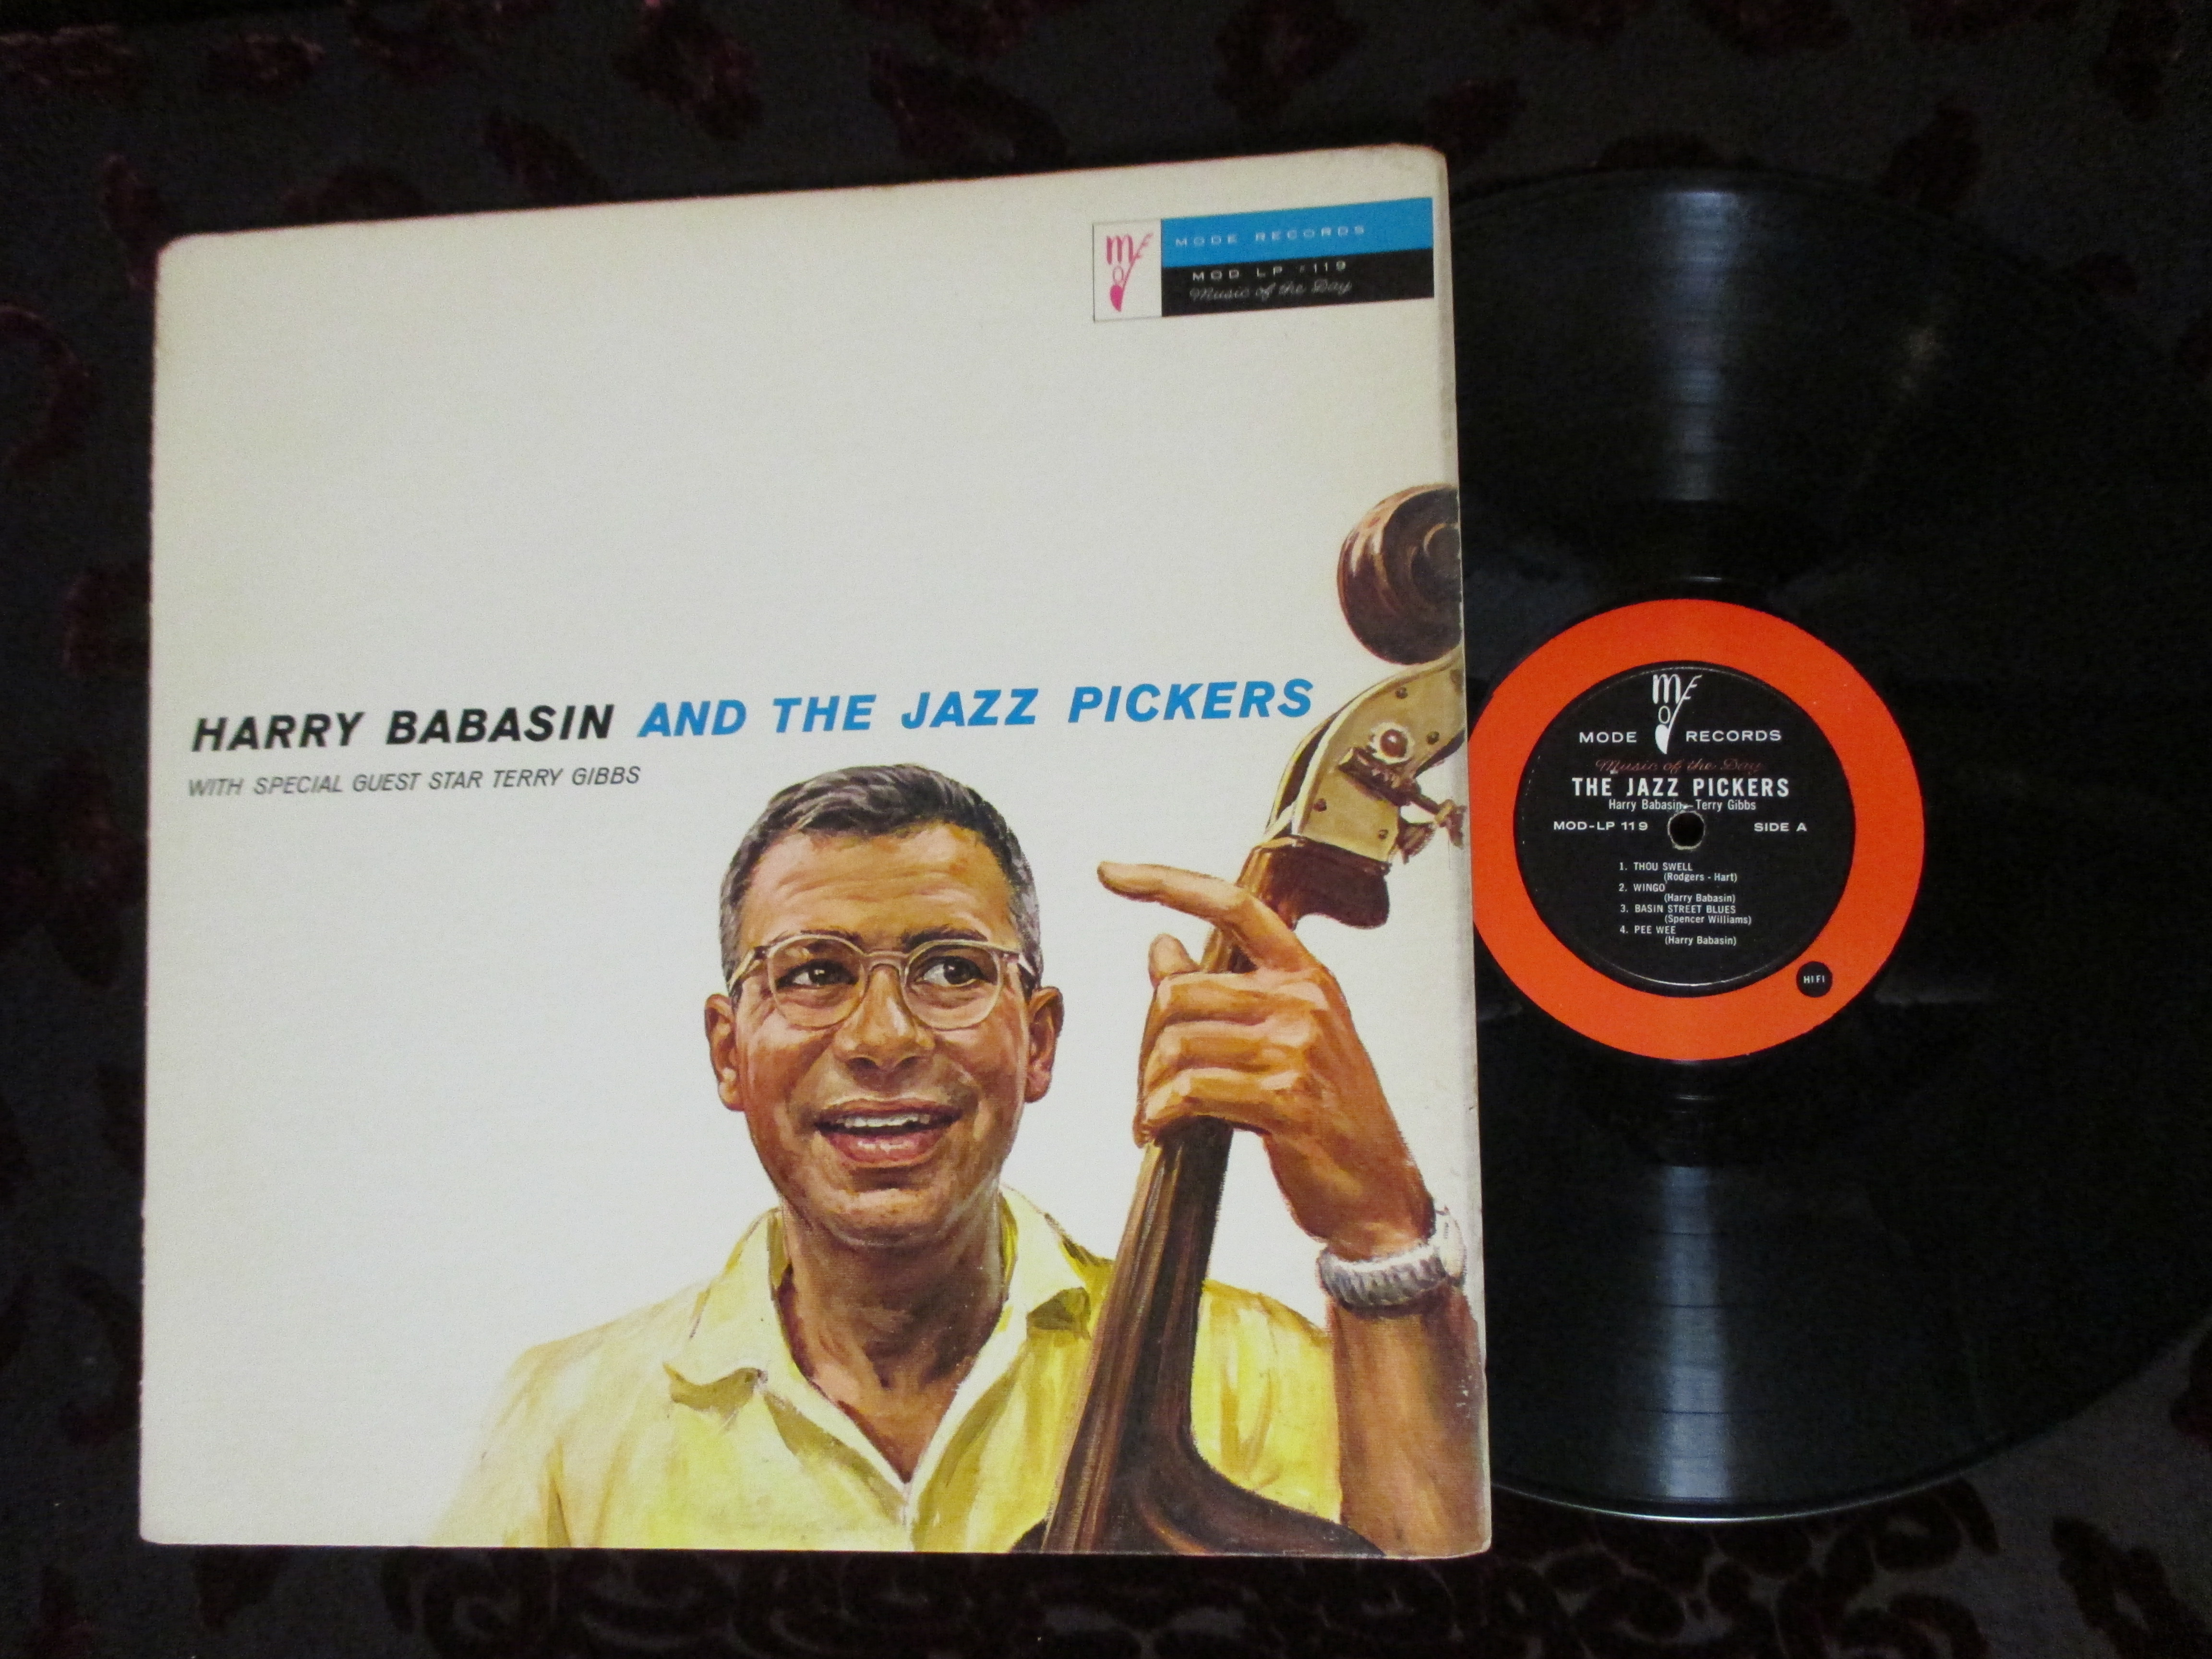 MODE RECORDS
MOD LP #119
Music of the Day
HARRY BABASIN AND THE JAZZ PICKERS
WITH SPECIAL GUEST STAR TERRY GIBBS
MODE RECORDS
Music of the Day
THE JAZZ PICKERS
Harry Babasin—Terry Gibbs
MOD-LP 119 SIDE A
1. THOU SWELL
(Rodgers - Hart)
2. WINGO
(Harry Babasin)
3. BASIN STREET BLUES
(Spencer Williams)
4. PEE WEE
(Harry Babasin)
HI FI